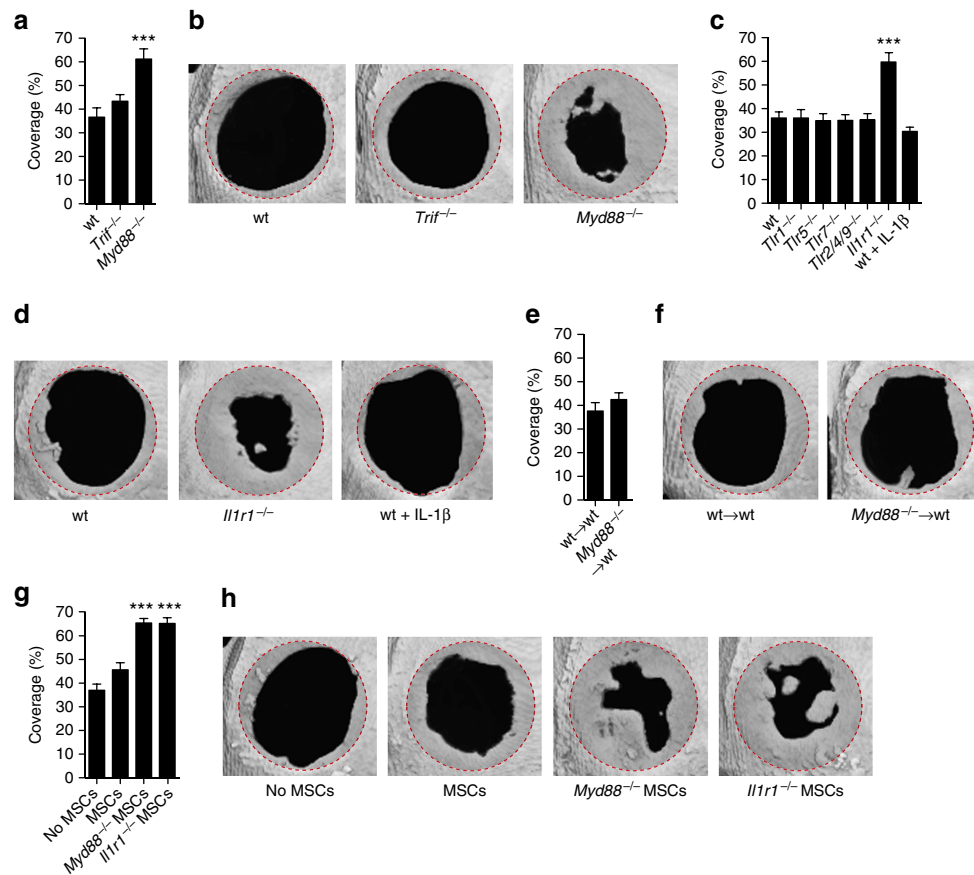 a
Coverage (%)
70
60
50
40
30
20
10
0
***
wt
Trif−/−
Myd88−/−
b
wt
Trif−/−
Myd88−/−
c
Coverage (%)
70
60
50
40
30
20
10
0
***
wt
Tlr1−/−
Tlr5−/−
Tlr7−/−
Tlr2/4/9−/−
Il1r1−/−
wt + IL-1β
d
wt
Il1r1−/−
wt + IL-1β
e
Coverage (%)
70
60
50
40
30
20
10
0
wt→wt
Myd88−/−
→wt
f
wt→wt
Myd88−/−→wt
g
Coverage (%)
70
60
50
40
30
20
10
0
*** ***
No MSCs
MSCs
Myd88−/− MSCs
Il1r1−/− MSCs
h
No MSCs
MSCs
Myd88−/− MSCs
Il1r1−/− MSCs